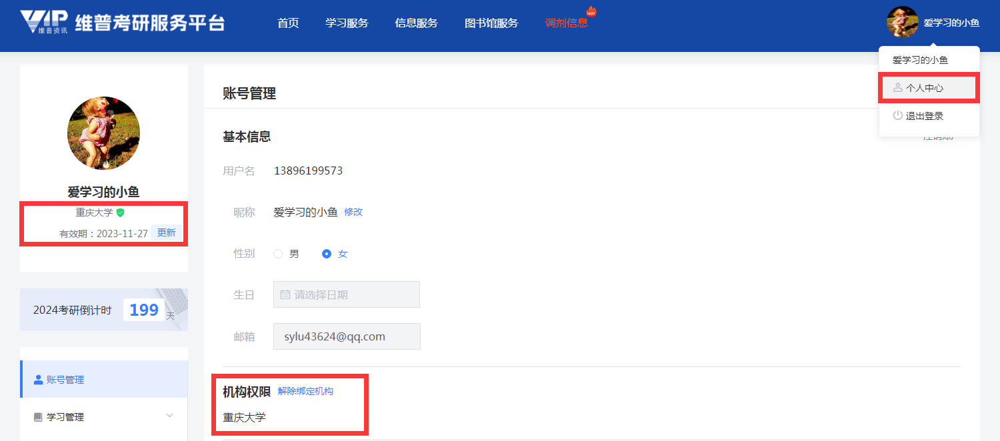 VIP 维普资讯 维普考研服务平台
首页 学习服务 信息服务 图书馆服务 调剂信息 HOT
爱学习的小鱼
爱学习的小鱼
个人中心
退出登录
爱学习的小鱼
重庆大学
有效期：2023-11-27 更新
2024考研倒计时 199 天
账号管理
学习管理
账号管理
基本信息
用户名 13896199573
昵称 爱学习的小鱼 修改
性别 男 女
生日 请选择日期
邮箱 sylu43624@qq.com
机构权限 解除绑定机构
重庆大学